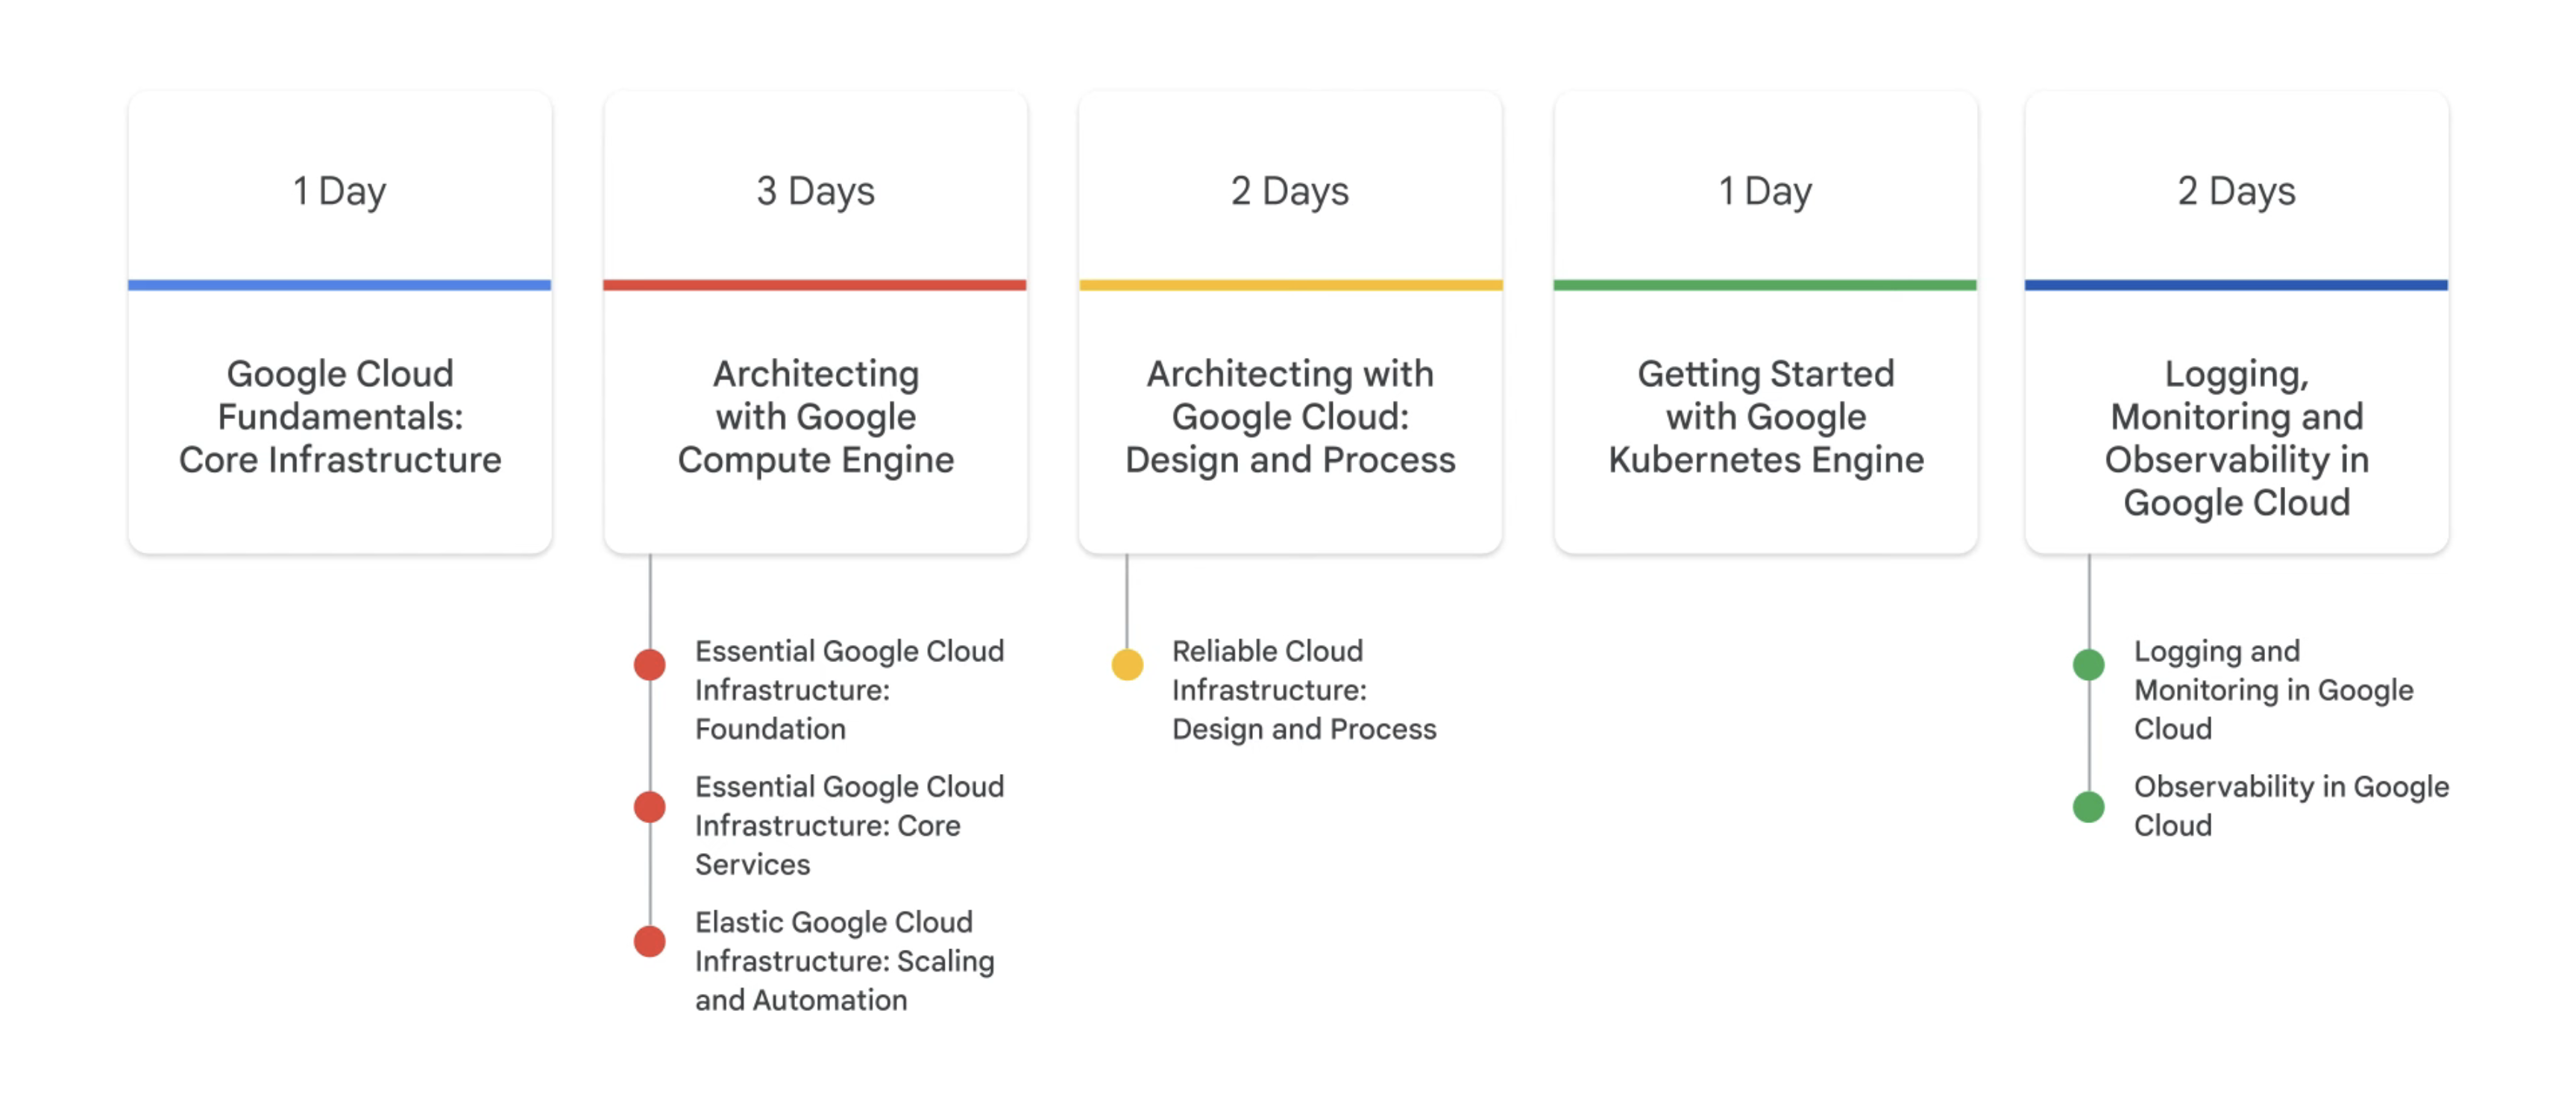 1 Day
Google Cloud
Fundamentals:
Core Infrastructure
3 Days
Architecting
with Google
Compute Engine
Essential Google Cloud
Infrastructure:
Foundation
Essential Google Cloud
Infrastructure: Core
Services
Elastic Google Cloud
Infrastructure: Scaling
and Automation
2 Days
Architecting with
Google Cloud:
Design and Process
Reliable Cloud
Infrastructure:
Design and Process
1 Day
Getting Started
with Google
Kubernetes Engine
2 Days
Logging,
Monitoring and
Observability in
Google Cloud
Logging and
Monitoring in Google
Cloud
Observability in Google
Cloud